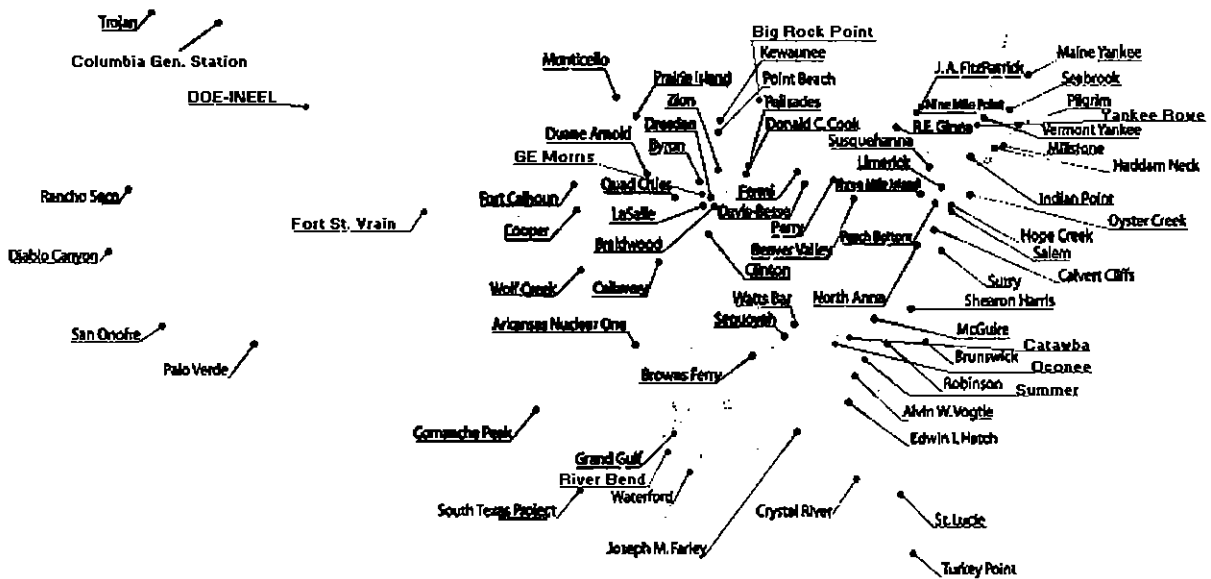 Trojan
Columbia Gen. Station
DOE-INEEL
Rancho Seco
Fort St. Vrain
Diablo Canyon
San Onofre
Palo Verde
Monticello
Prairie Island
Zion
Dresden
Duane Arnold
Byron
GE Morris
Quad Cities
Fort Calhoun
LaSalle
Cooper
Braidwood
Wolf Creek
Callaway
Clinton
Arkansas Nuclear One
Big Rock Point
Kewaunee
Point Beach
Palisades
Donald C. Cook
Fermi
Davis-Besse
Perry
Beaver Valley
Watts Bar
Sequoyah
Browns Ferry
Comanche Peak
Grand Gulf
River Bend
Waterford
South Texas Project
Joseph M. Farley
Crystal River
St. Lucie
Turkey Point
J. A. FitzPatrick
Nine Mile Point
R.E. Ginna
Susquehanna
Limerick
Three Mile Island
Peach Bottom
North Anna
Maine Yankee
Seabrook
Pilgrim
Yankee Rowe
Vermont Yankee
Millstone
Haddam Neck
Indian Point
Oyster Creek
Hope Creek
Salem
Calvert Cliffs
Surry
Shearon Harris
McGuire
Catawba
Brunswick
Oconee
Robinson
Summer
Alvin W. Vogtle
Edwin I. Hatch